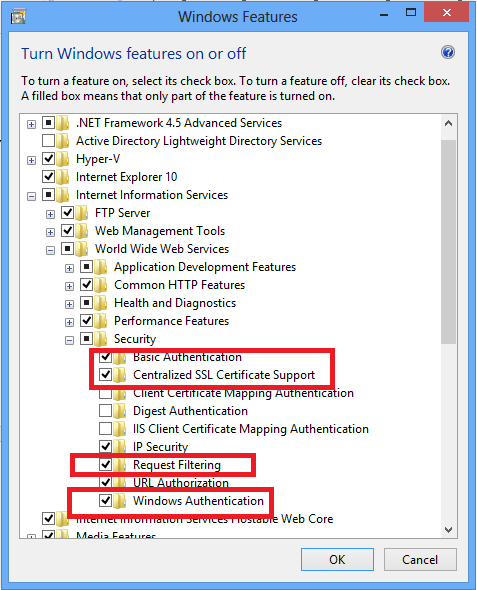 Windows Features
Turn Windows features on or off
To turn a feature on, select its check box. To turn a feature off, clear its check box.
A filled box means that only part of the feature is turned on.
.NET Framework 4.5 Advanced Services
Active Directory Lightweight Directory Services
Hyper-V
Internet Explorer 10
Internet Information Services
FTP Server
Web Management Tools
World Wide Web Services
Application Development Features
Common HTTP Features
Health and Diagnostics
Performance Features
Security
Basic Authentication
Centralized SSL Certificate Support
Client Certificate Mapping Authentication
Digest Authentication
IIS Client Certificate Mapping Authentication
IP Security
Request Filtering
URL Authorization
Windows Authentication
Internet Information Services Hostable Web Core
Media Features
OK
Cancel